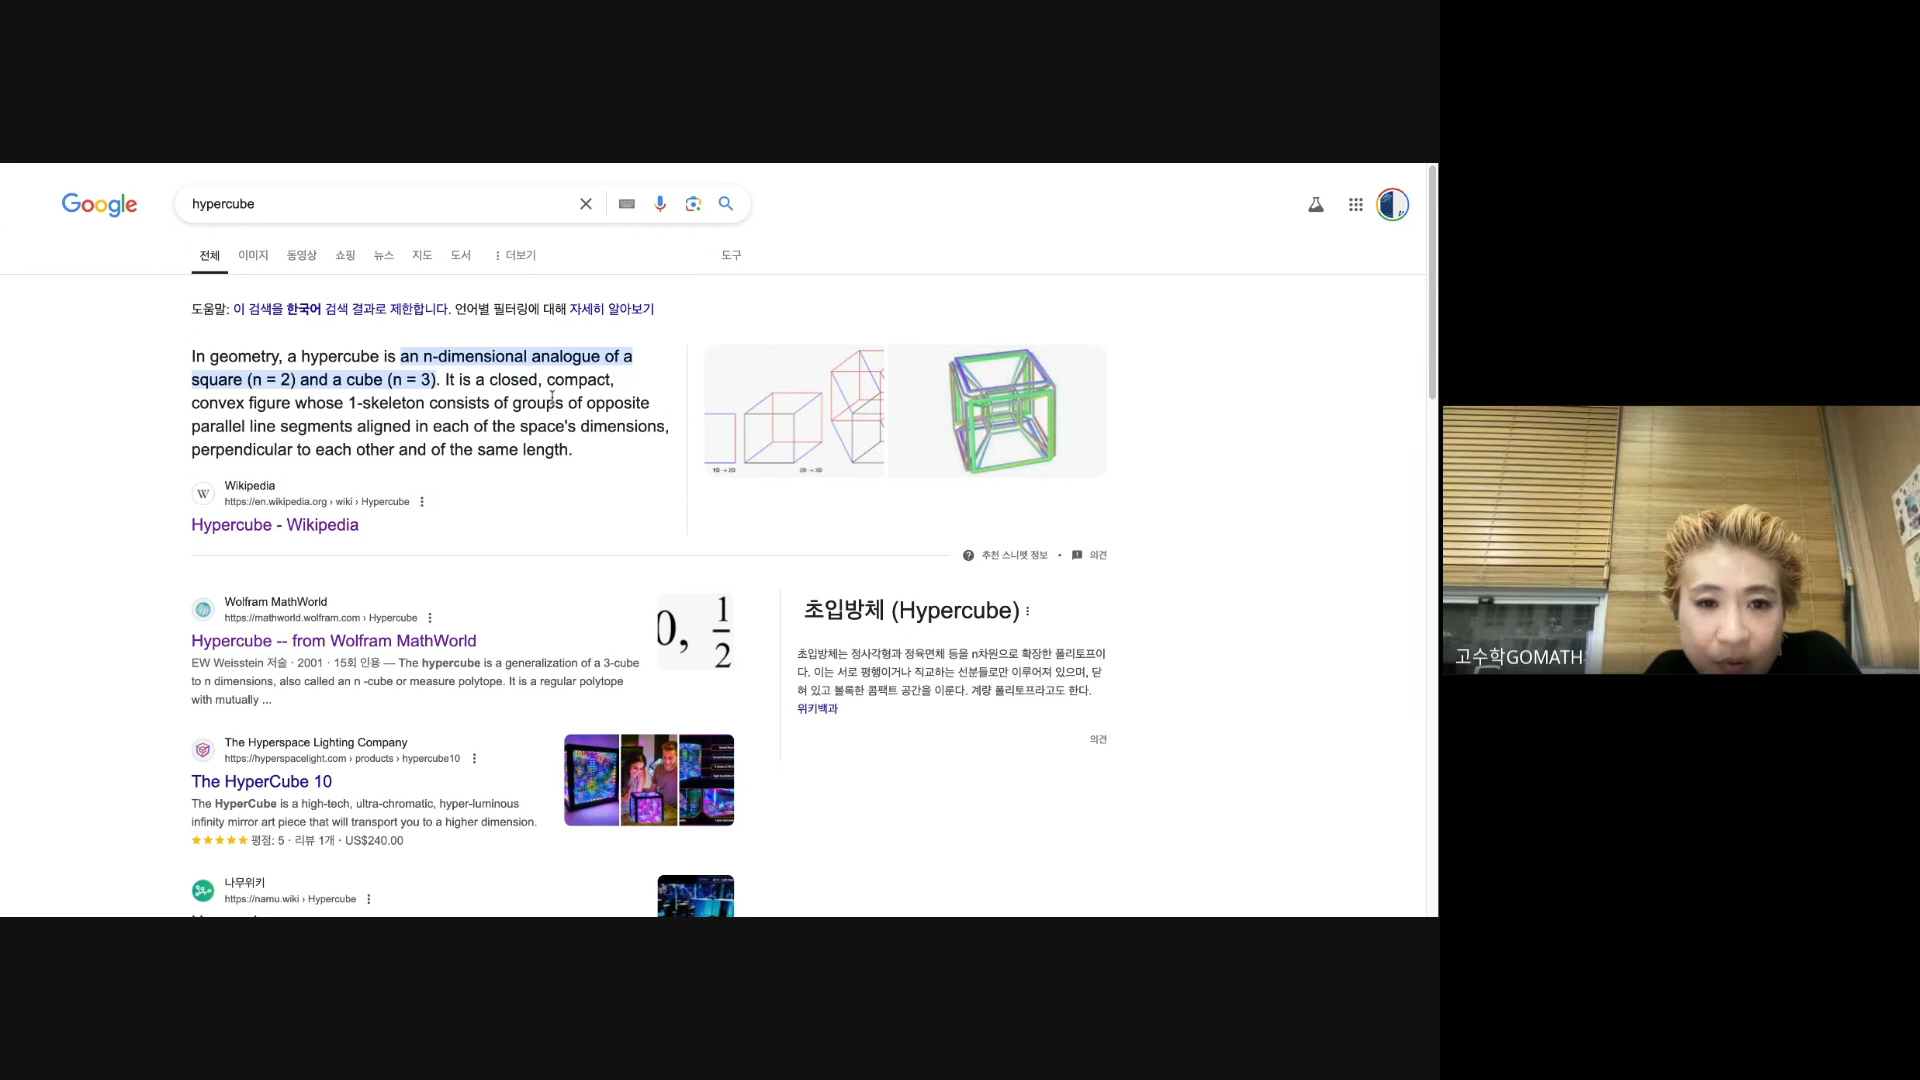 Google
hypercube
전체 이미지 동영상 쇼핑 뉴스 지도 도서 더보기 도구
도움말: 이 검색을 한국어 검색 결과로 제한합니다. 언어별 필터링에 대해 자세히 알아보기
In geometry, a hypercube is an n-dimensional analogue of a
square (n = 2) and a cube (n = 3). It is a closed, compact,
convex figure whose 1-skeleton consists of groups of opposite
parallel line segments aligned in each of the space's dimensions,
perpendicular to each other and of the same length.
1D → 2D 2D → 3D
W
Wikipedia
https://en.wikipedia.org › wiki › Hypercube
Hypercube - Wikipedia
추천 스니펫 정보 • 의견
Wolfram MathWorld
https://mathworld.wolfram.com › Hypercube
Hypercube -- from Wolfram MathWorld
EW Weisstein 저술 · 2001 · 15회 인용 — The hypercube is a generalization of a 3-cube
to n dimensions, also called an n -cube or measure polytope. It is a regular polytope
with mutually ...
0, 1/2
초입방체 (Hypercube)
초입방체는 정사각형과 정육면체 등을 n차원으로 확장한 폴리토프이
다. 이는 서로 평행이거나 직교하는 선분들로만 이루어져 있으며, 닫
혀 있고 볼록한 콤팩트 공간을 이룬다. 계량 폴리토프라고도 한다.
위키백과
의견
The Hyperspace Lighting Company
https://hyperspacelight.com › products › hypercube10
The HyperCube 10
The HyperCube is a high-tech, ultra-chromatic, hyper-luminous
infinity mirror art piece that will transport you to a higher dimension.
★★★★★ 평점: 5 · 리뷰 1개 · US$240.00
나무위키
https://namu.wiki › Hypercube
고수학GOMATH